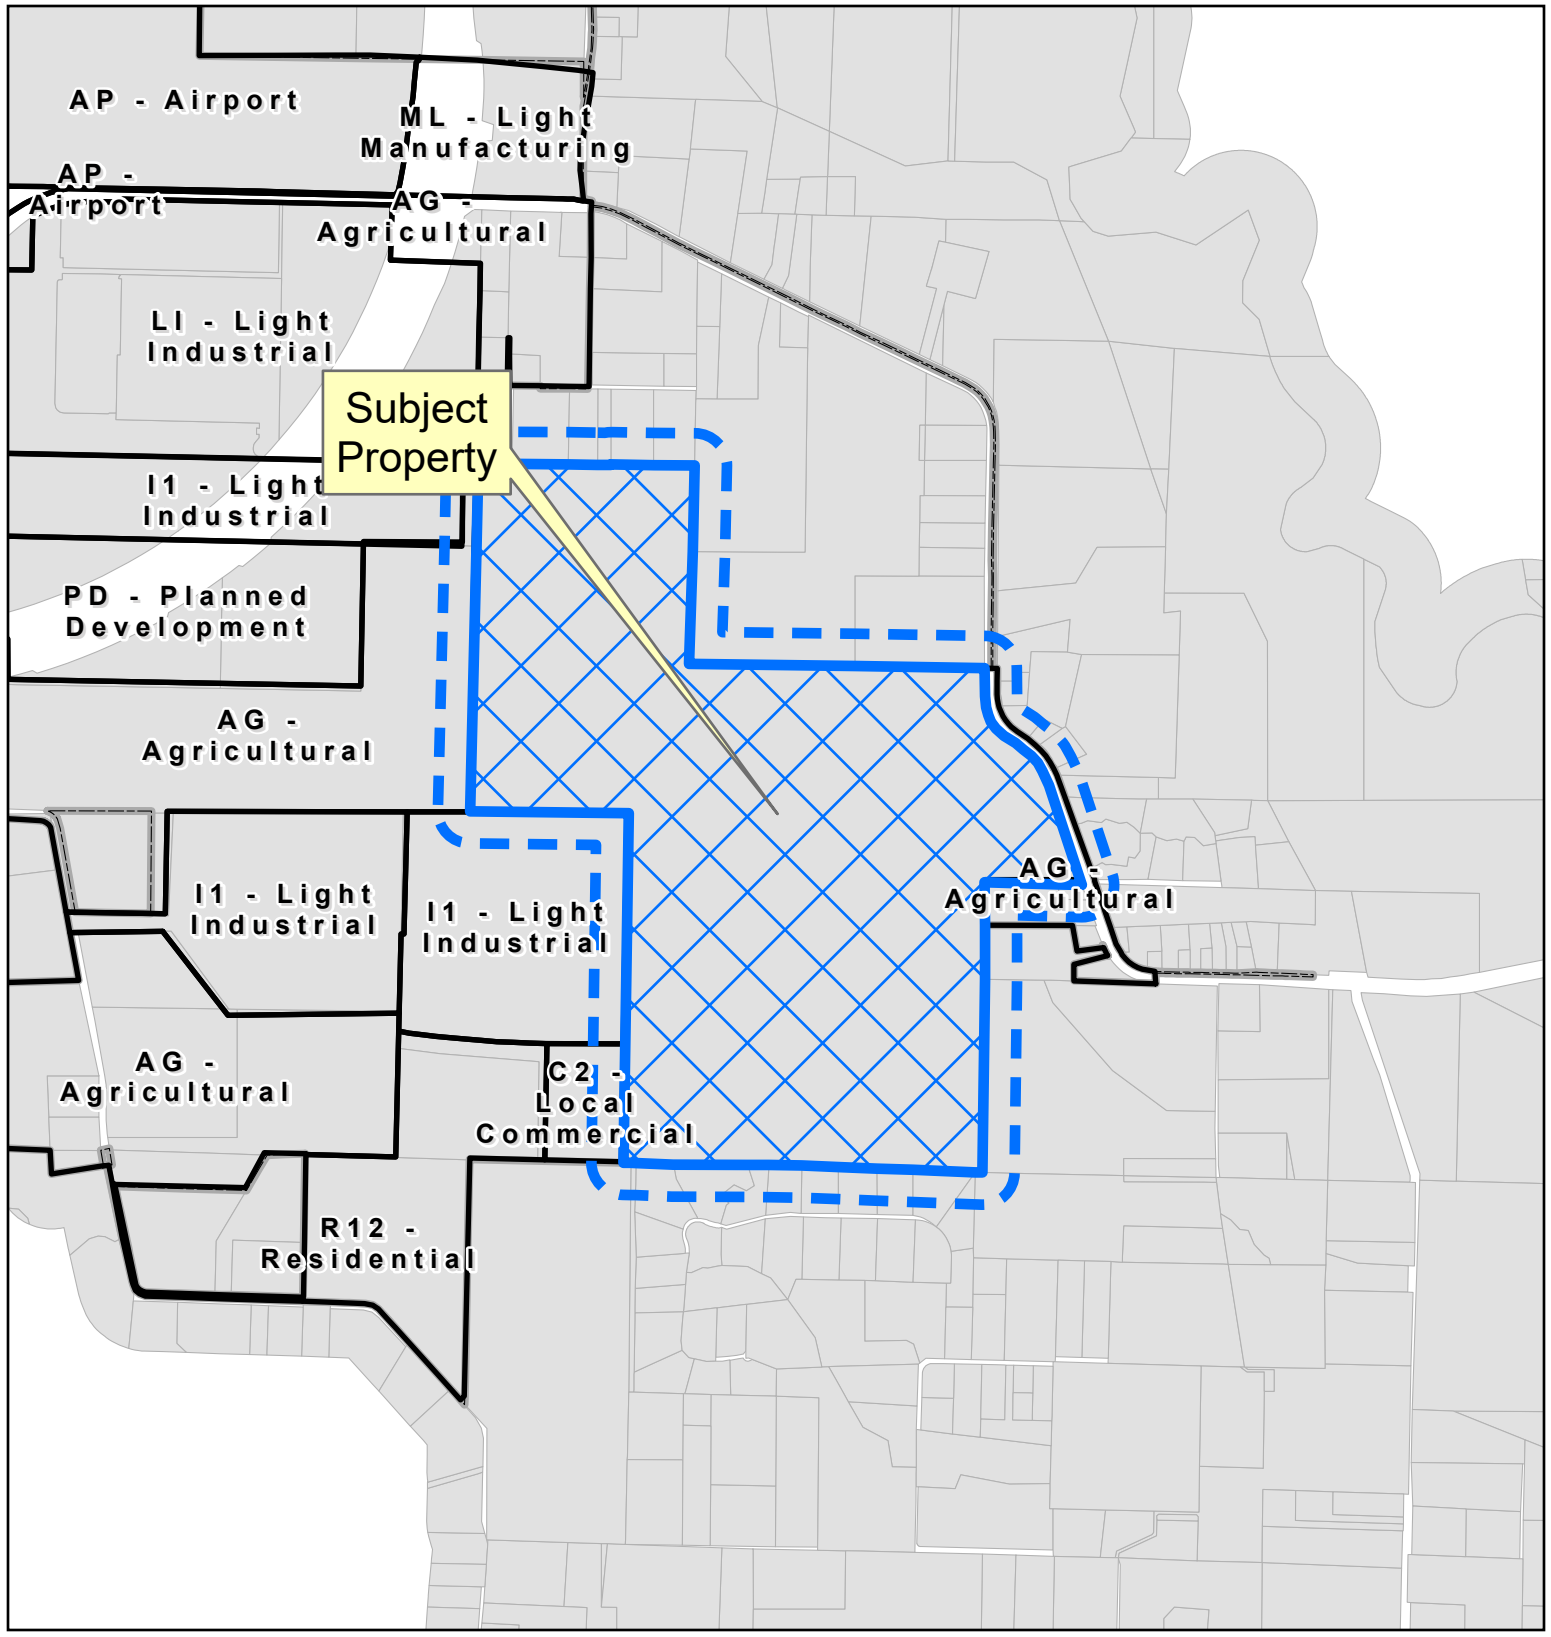 AP - Airport
ML - Light
Manufacturing
AP -
Airport
AG -
Agricultural
LI - Light
Industrial
Subject
Property
I1 - Light
Industrial
PD - Planned
Development
AG -
Agricultural
I1 - Light
Industrial
I1 - Light
Industrial
AG -
Agricultural
AG -
Agricultural
C2 -
Local
Commercial
R12 -
Residential